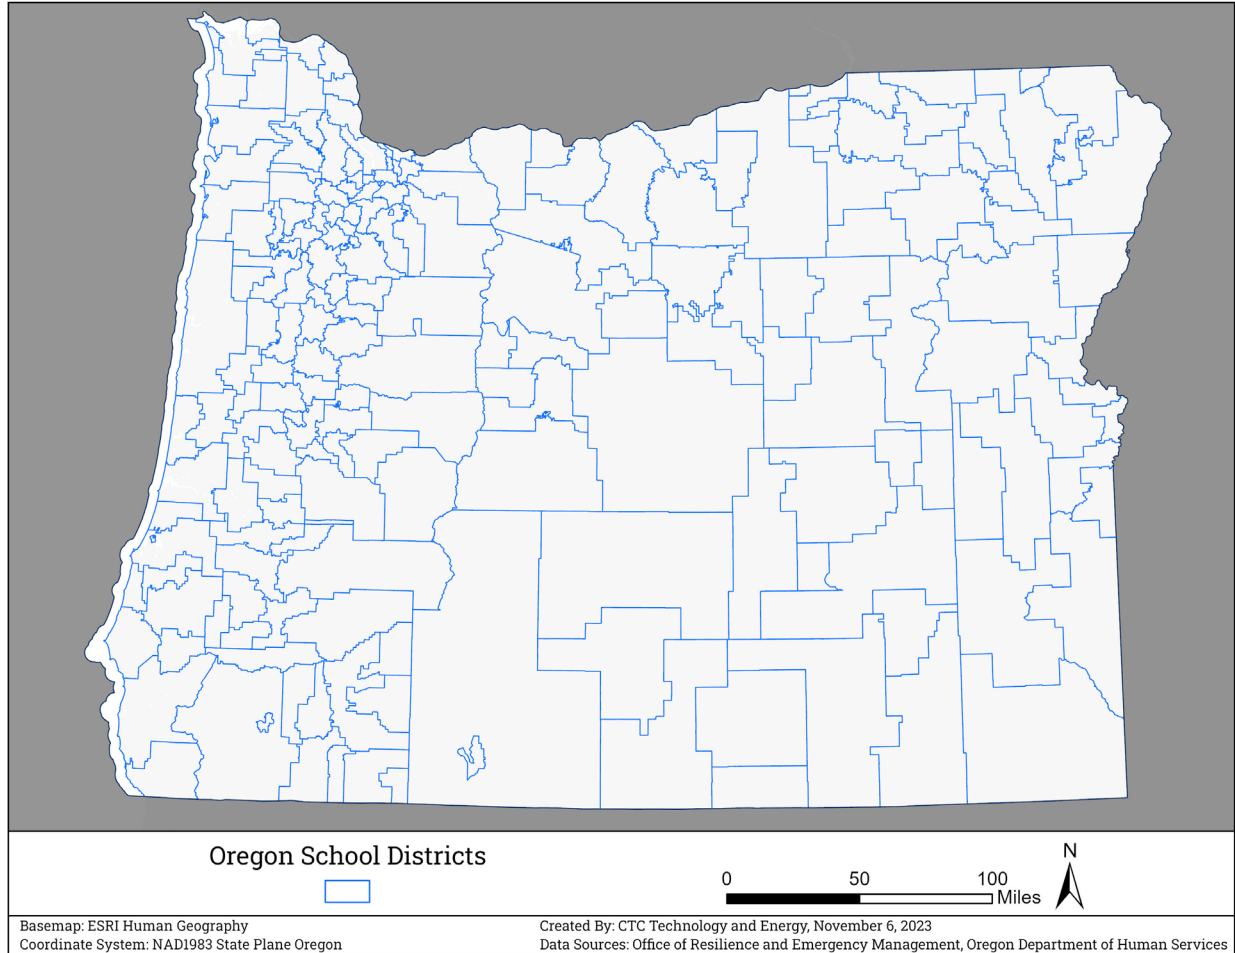 Oregon School Districts
N
0 50 100
Miles
Basemap: ESRI Human Geography
Coordinate System: NAD1983 State Plane Oregon
Created By: CTC Technology and Energy, November 6, 2023
Data Sources: Office of Resilience and Emergency Management, Oregon Department of Human Services